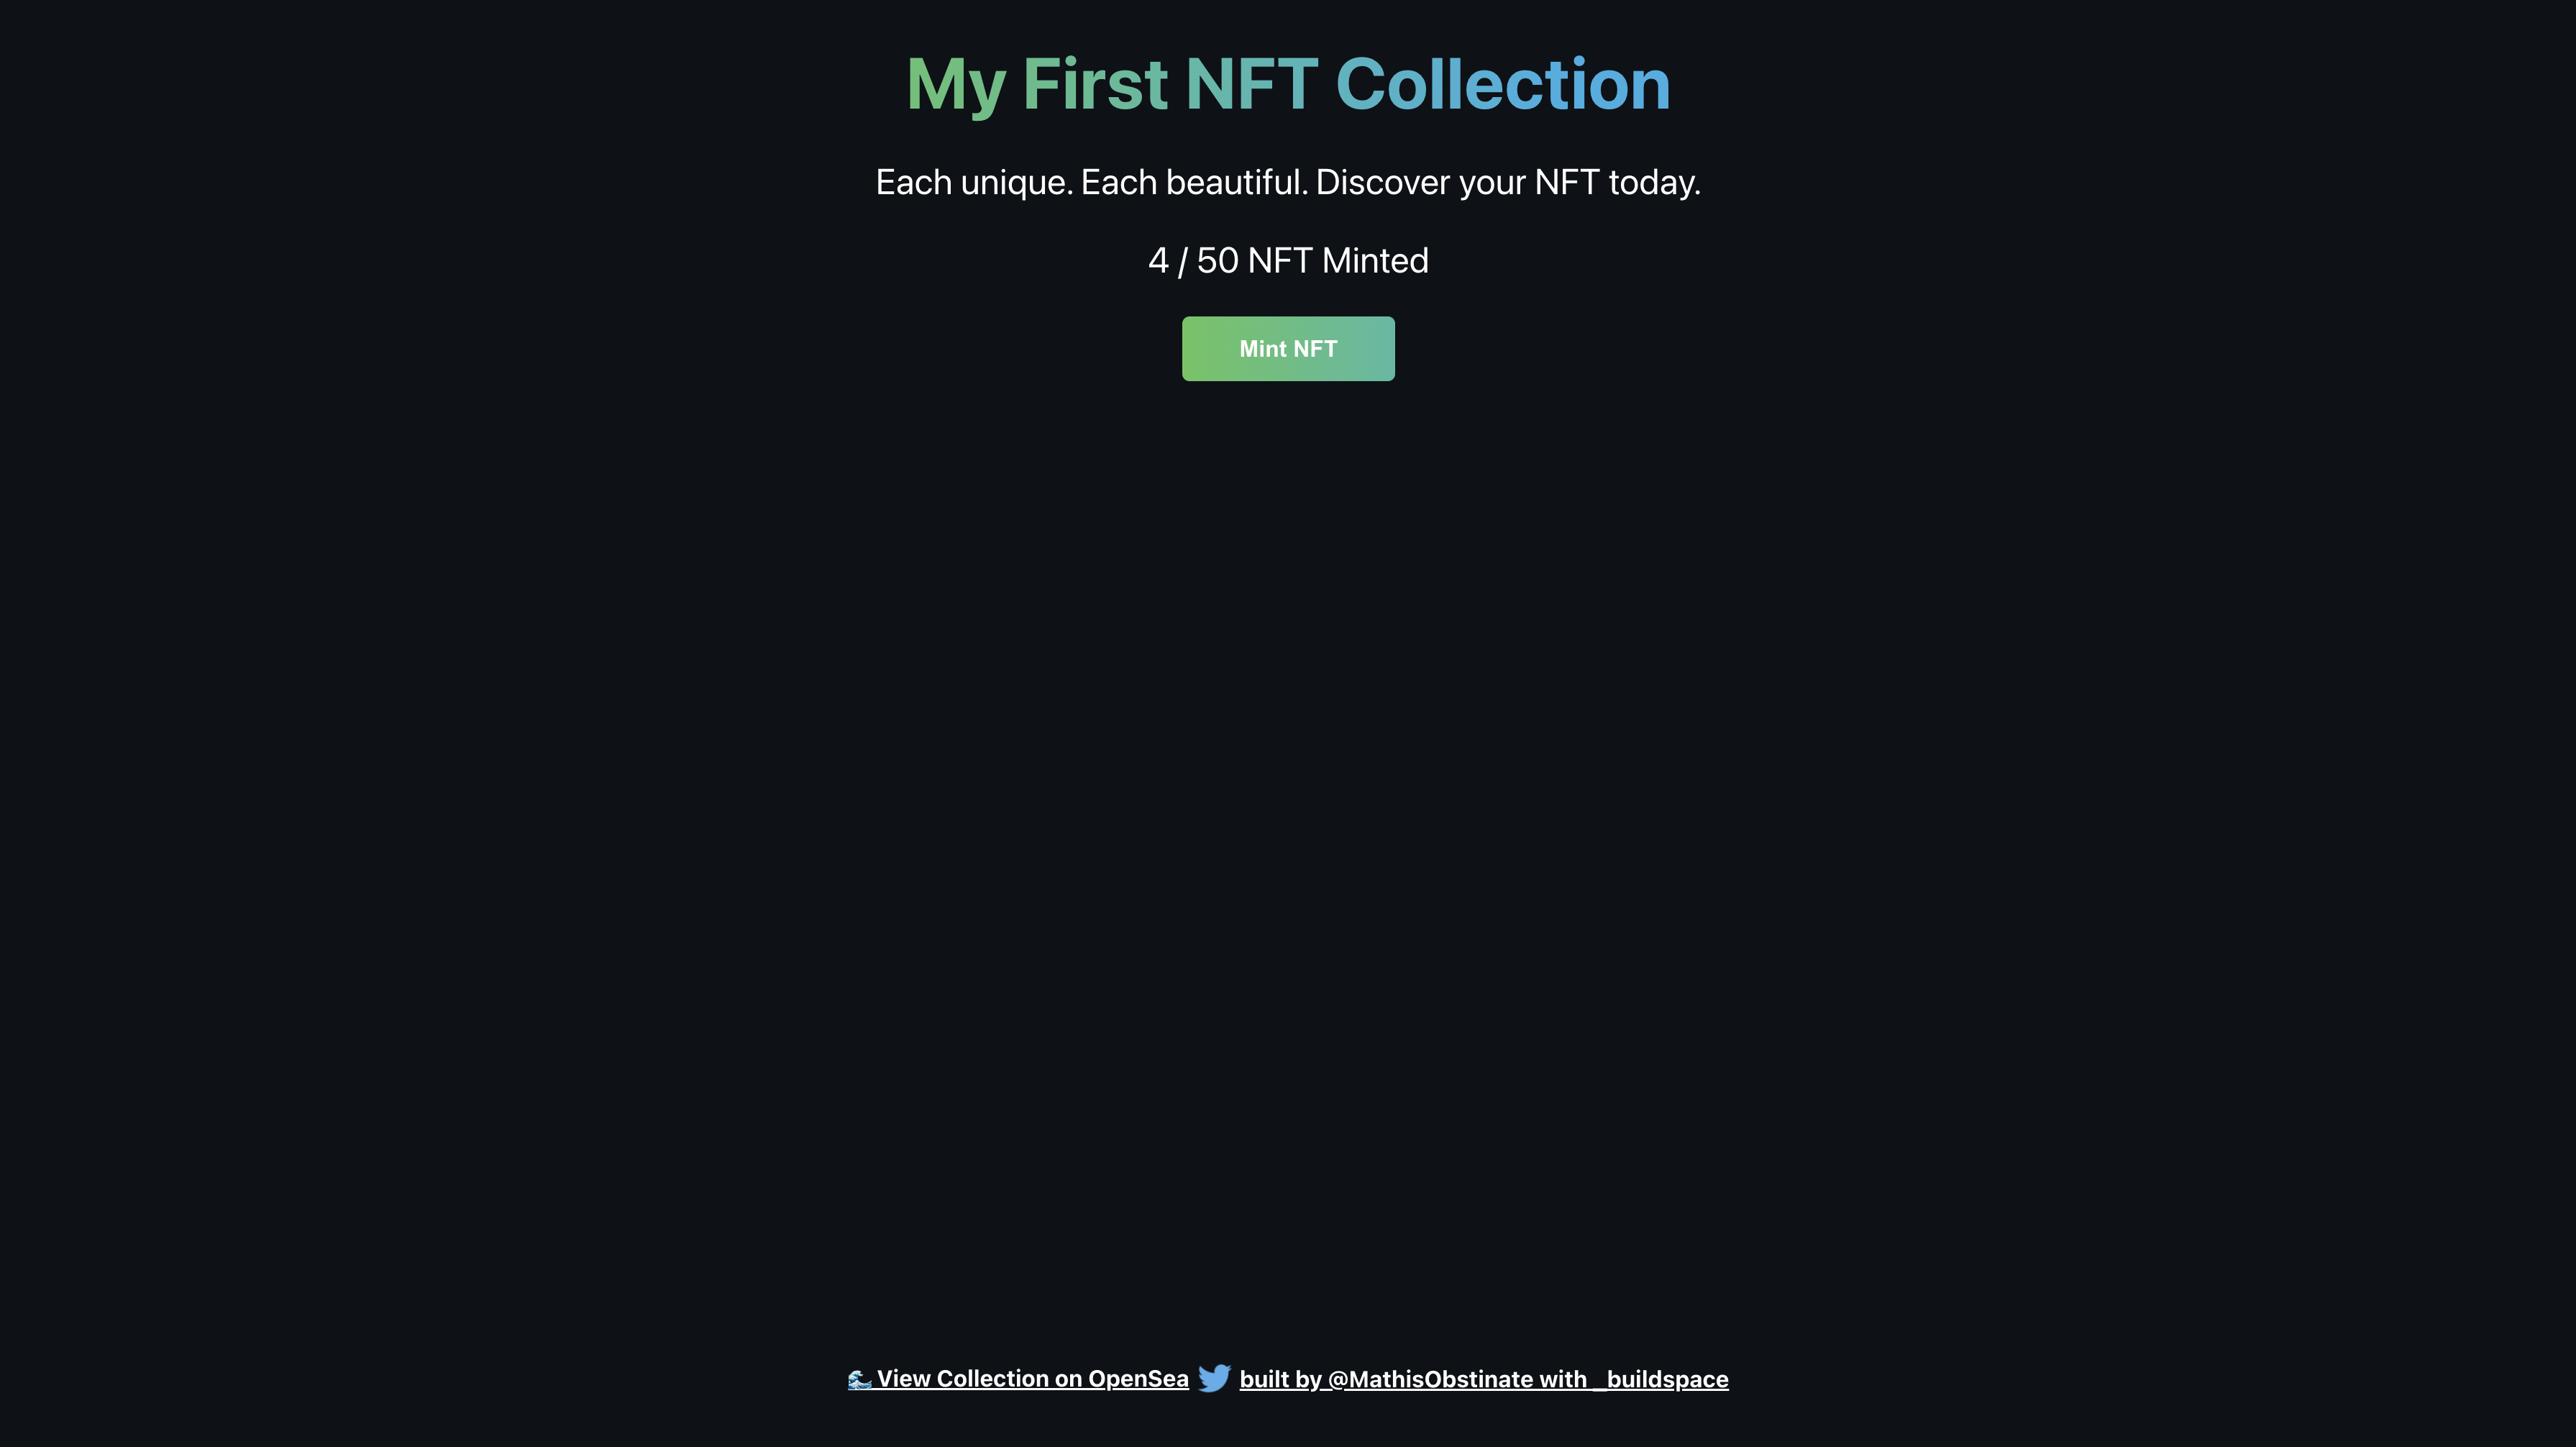 My First NFT Collection
Each unique. Each beautiful. Discover your NFT today.
4 / 50 NFT Minted
Mint NFT
🌊 View Collection on OpenSea built by @MathisObstinate with _buildspace